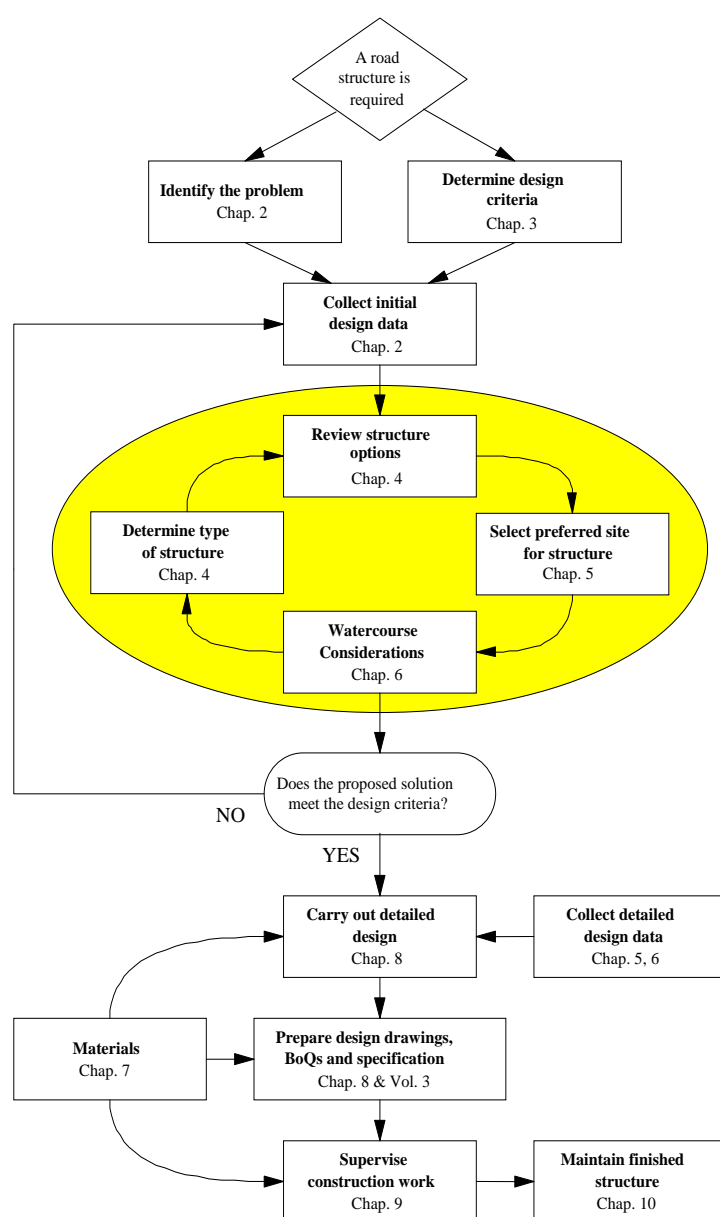 A road
structure is
required
Identify the problem
Chap. 2
Determine design
criteria
Chap. 3
Collect initial
design data
Chap. 2
Review structure
options
Chap. 4
Determine type
of structure
Chap. 4
Select preferred site
for structure
Chap. 5
Watercourse
Considerations
Chap. 6
Does the proposed solution
meet the design criteria?
NO
YES
Carry out detailed
design
Chap. 8
Collect detailed
design data
Chap. 5, 6
Materials
Chap. 7
Prepare design drawings,
BoQs and specification
Chap. 8 & Vol. 3
Supervise
construction work
Chap. 9
Maintain finished
structure
Chap. 10